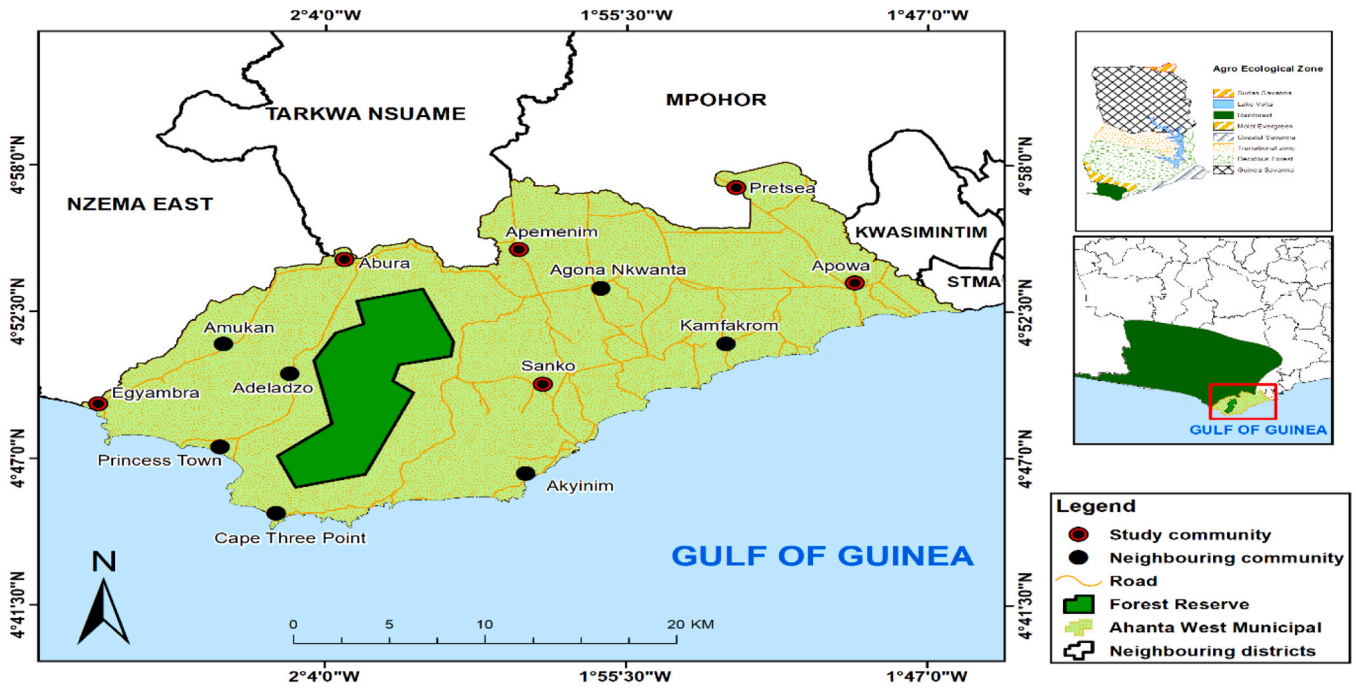 2°4'0"W 1°55'30"W 1°47'0"W
TARKWA NSUAME
MPOHOR
NZEMA EAST
KWASIMINTIM
STMA
4°58'0"N
4°52'30"N
4°47'0"N
4°41'30"N
Pretsea
Apemenim
Abura
Agona Nkwanta
Apowa
Amukan
Kamfakrom
Adeladzo
Sanko
Egyambra
Princess Town
Akyinim
Cape Three Point
GULF OF GUINEA
N
0 5 10 20 KM
4°58'0"N
4°52'30"N
4°47'0"N
4°41'30"N
2°4'0"W 1°55'30"W 1°47'0"W
Agro Ecological Zone
Sudan Savanna
Lake Volta
Rainforest
Moist Evergreen
Coastal Savanna
Transitional zone
Decidous Forest
Guinea Savanna
GULF OF GUINEA
Legend
Study community
Neighbouring community
Road
Forest Reserve
Ahanta West Municipal
Neighbouring districts